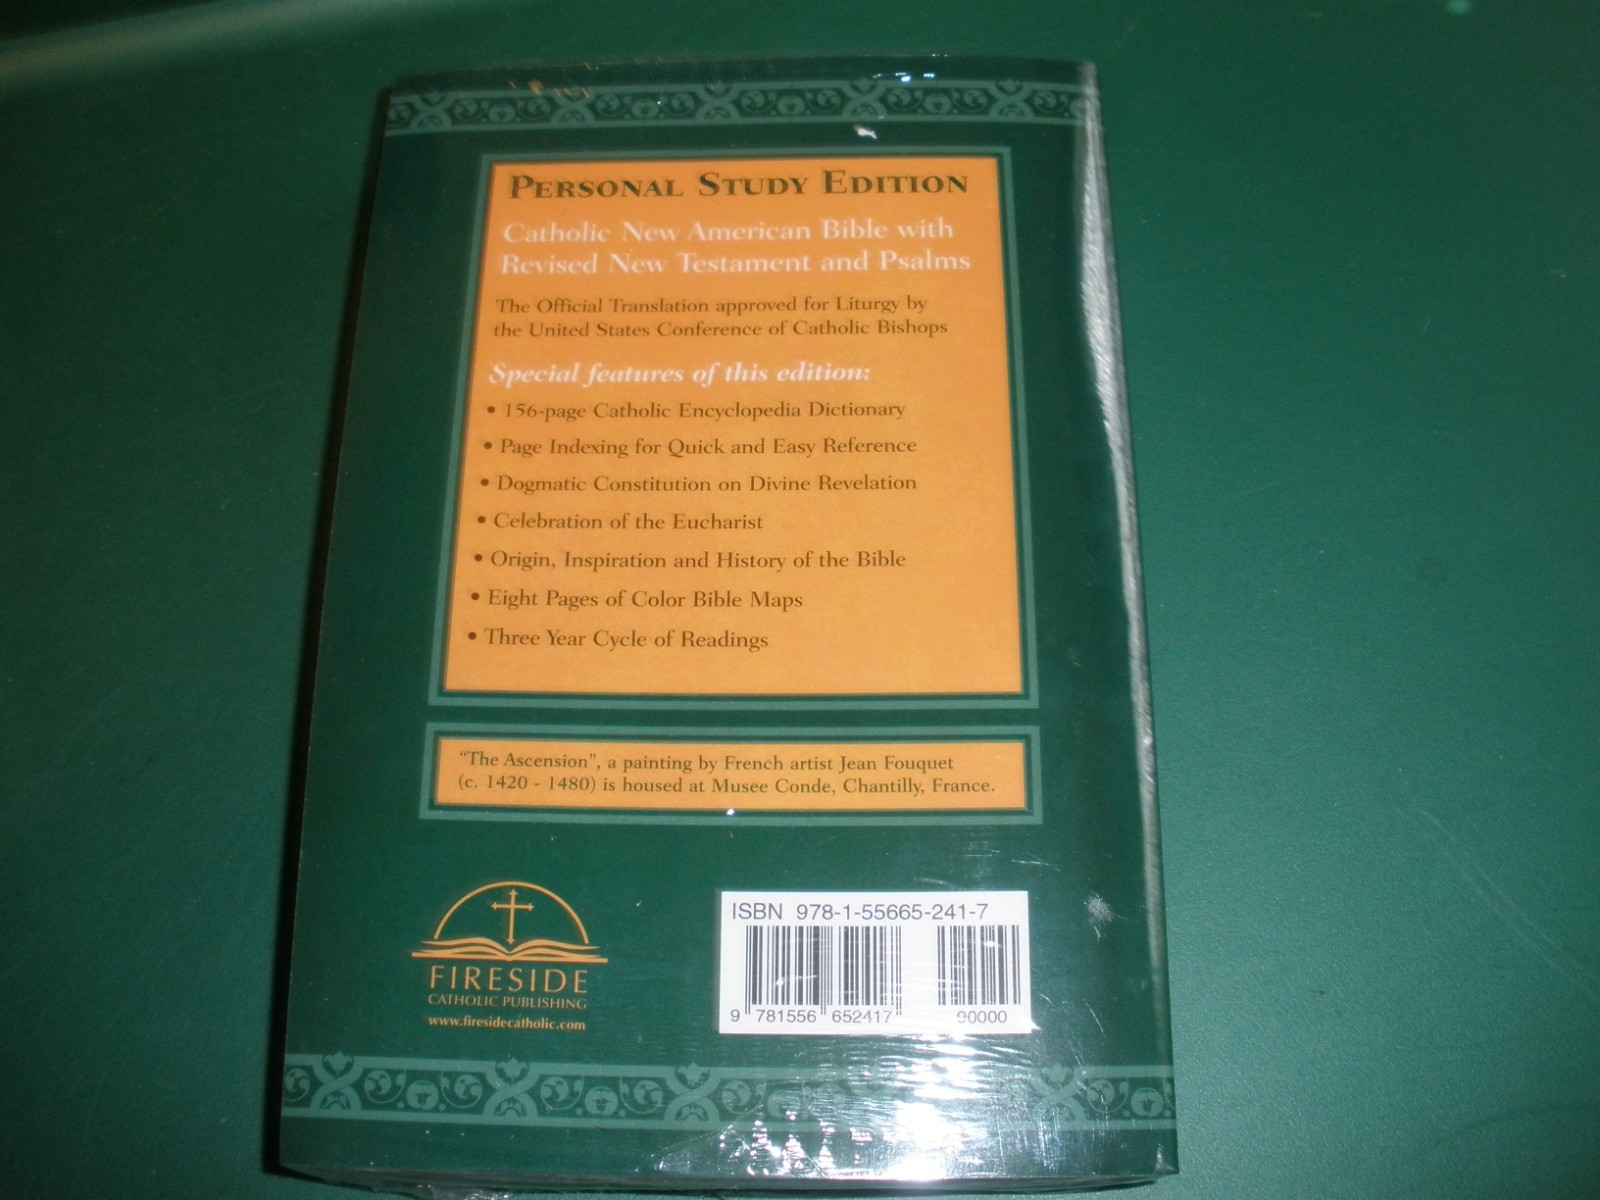 PERSONAL STUDY EDITION
Catholic New American Bible with
Revised New Testament and Psalms
The Official Translation approved for Liturgy by
the United States Conference of Catholic Bishops
Special features of this edition:
• 156-page Catholic Encyclopedia Dictionary
• Page Indexing for Quick and Easy Reference
• Dogmatic Constitution on Divine Revelation
• Celebration of the Eucharist
• Origin, Inspiration and History of the Bible
• Eight Pages of Color Bible Maps
• Three Year Cycle of Readings
“The Ascension”, a painting by French artist Jean Fouquet
(c. 1420 - 1480) is housed at Musee Conde, Chantilly, France.
FIRESIDE
CATHOLIC PUBLISHING
www.firesidecatholic.com
ISBN 978-1-55665-241-7
9 781556 652417 90000